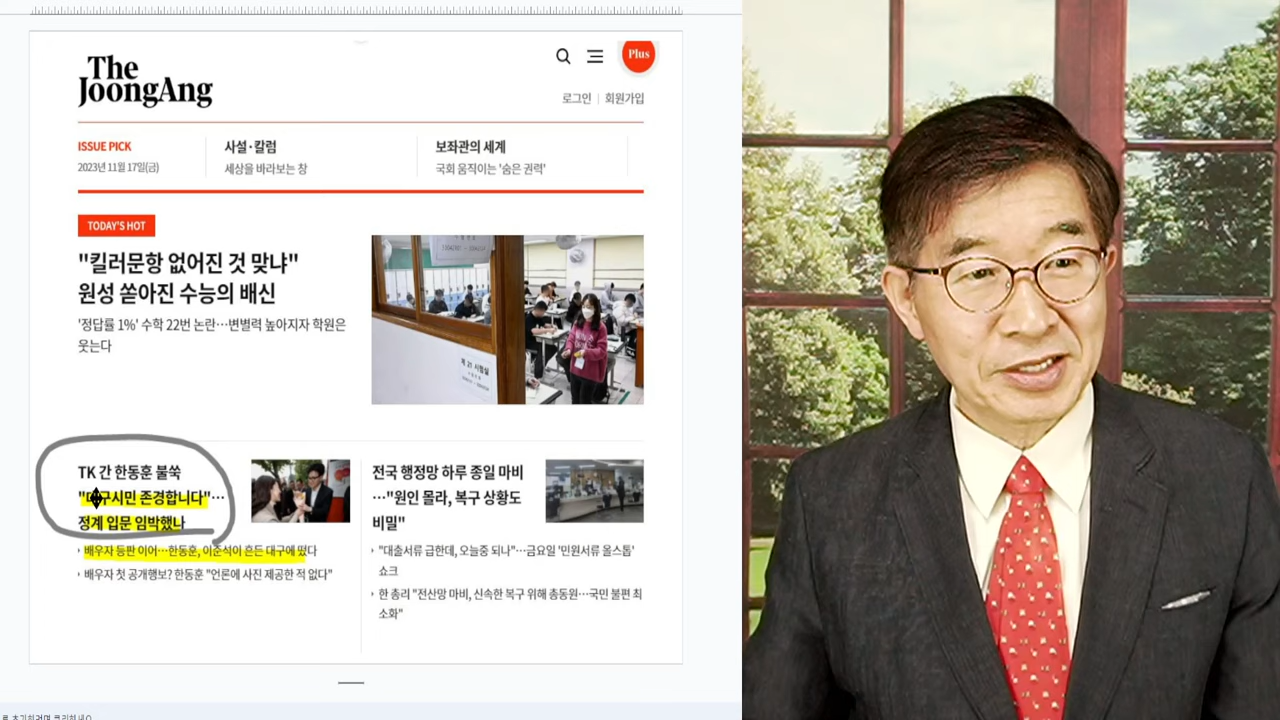 The
JoongAng
Plus
로그인 | 회원가입
ISSUE PICK
2023년 11월 17일(금)
사설·칼럼
세상을 바라보는 창
보좌관의 세계
국회 움직이는 '숨은 권력'
TODAY'S HOT
"킬러문항 없어진 것 맞냐"
원성 쏟아진 수능의 배신
'정답률 1%' 수학 22번 논란…변별력 높아지자 학원은
웃는다
제 21 시험실
TK 간 한동훈 불쑥
"대구시민 존경합니다"…
정계 입문 임박했나
배우자 등판 이어…한동훈, 이준석이 흔든 대구에 떴다
배우자 첫 공개행보? 한동훈 "언론에 사진 제공한 적 없다"
전국 행정망 하루 종일 마비
…"원인 몰라, 복구 상황도
비밀"
"대출서류 급한데, 오늘중 되나"…금요일 '민원서류 올스톱'
쇼크
한 총리 "전산망 마비, 신속한 복구 위해 총동원…국민 불편 최
소화"